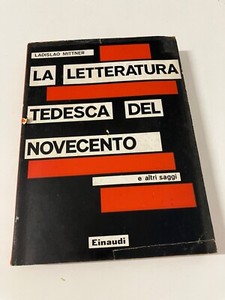 LADISLAO MITTNER
LA LETTERATURA
TEDESCA DEL
NOVECENTO
e altri saggi
Einaudi